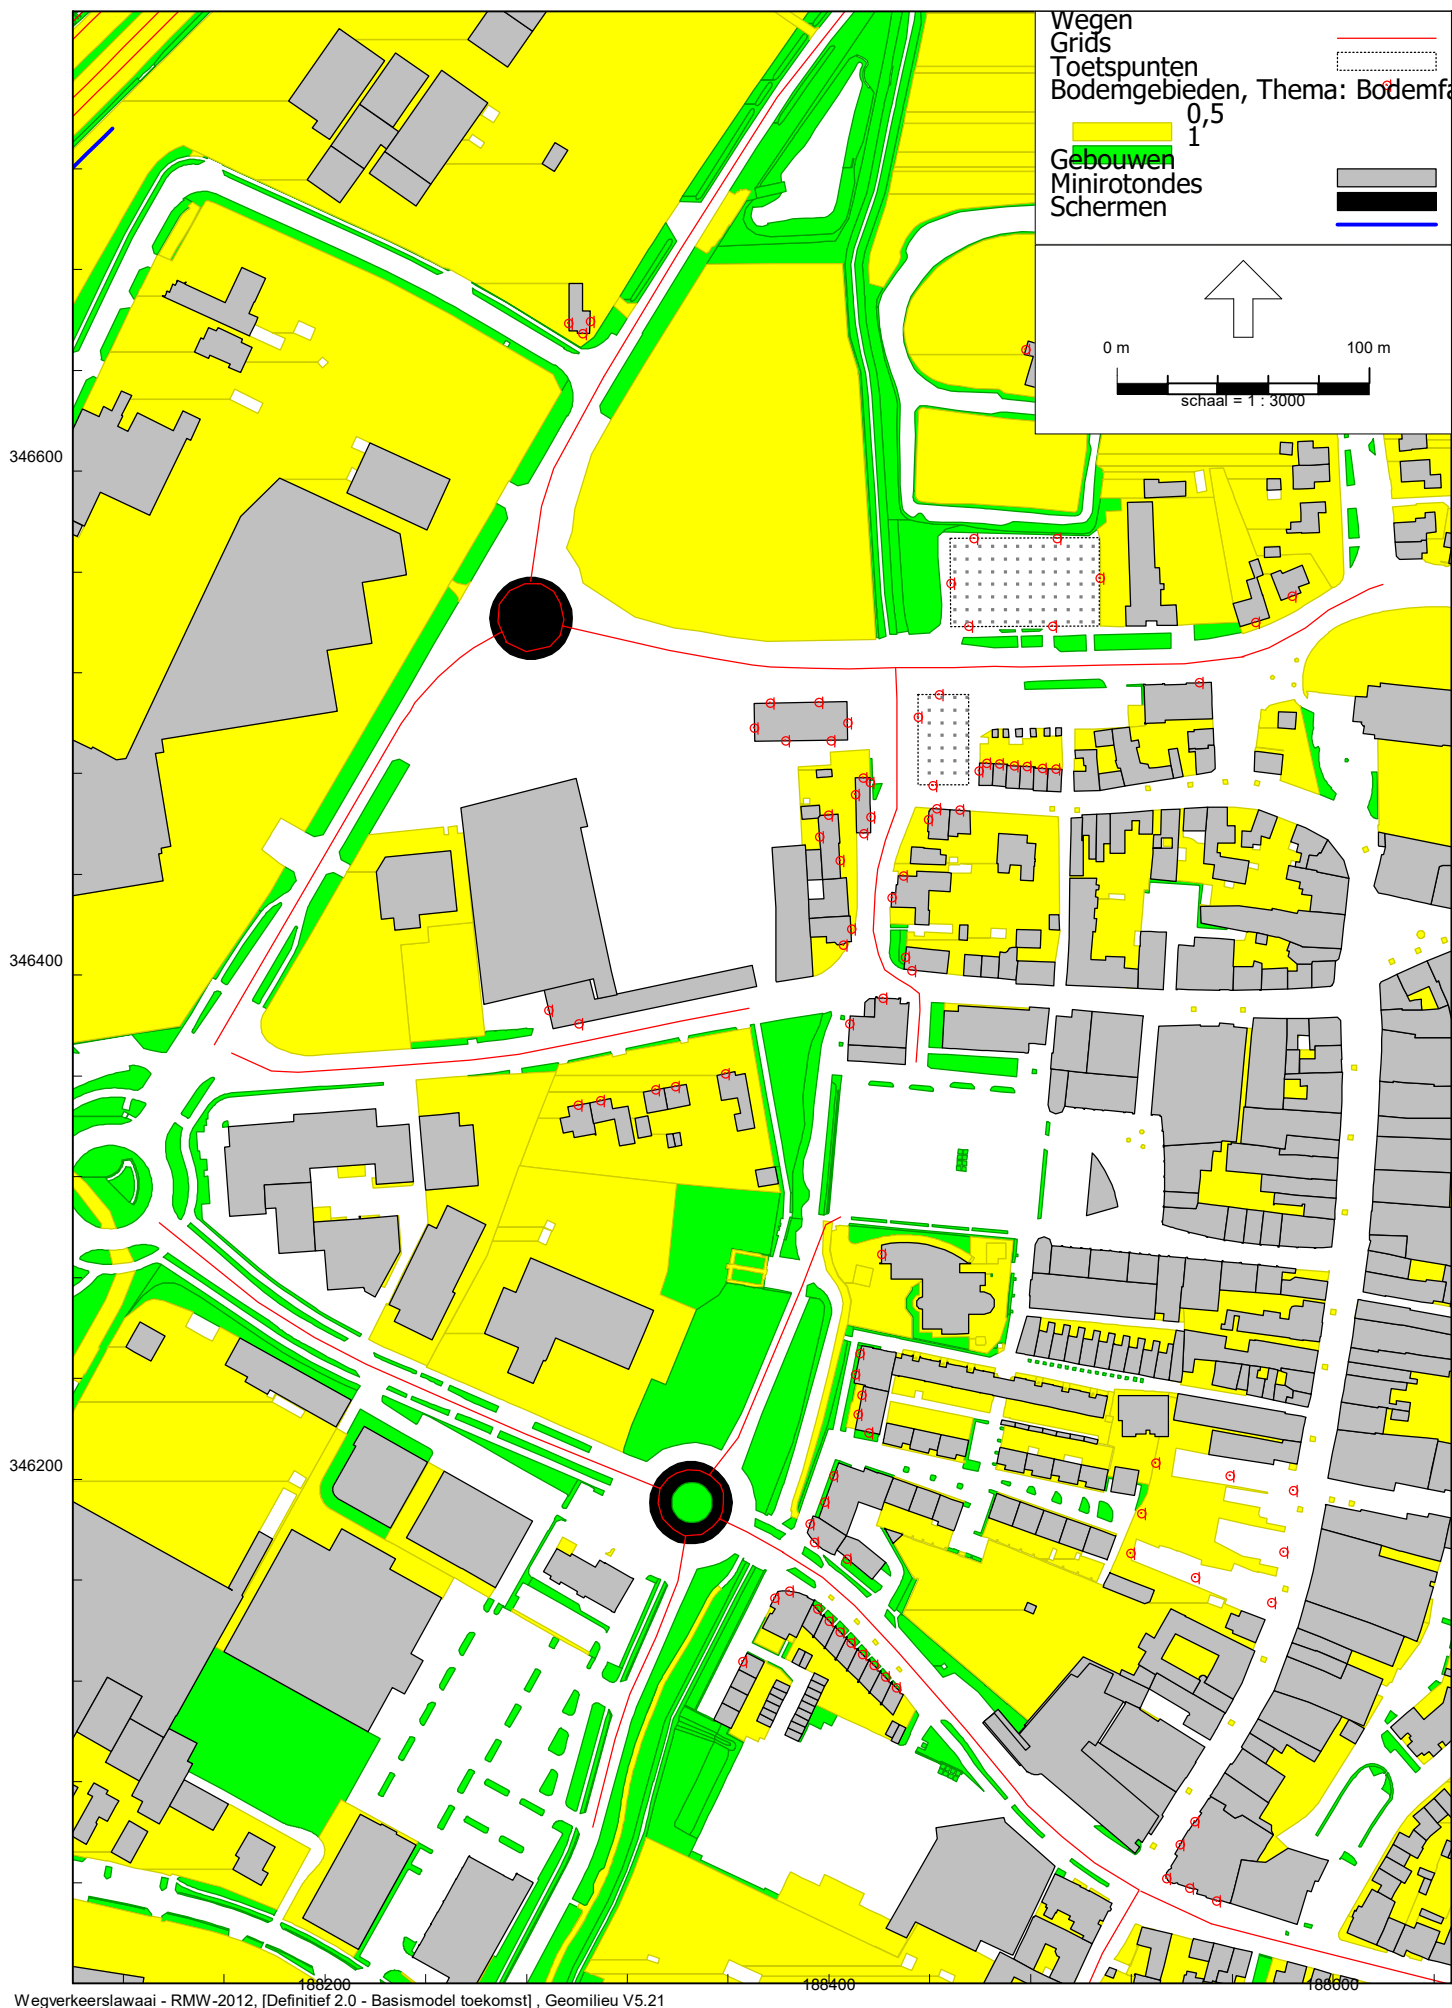 Wegen
Grids
Toetspunten
Bodemgebieden, Thema: Bodemfa
0,5
1
Gebouwen
Minirotondes
Schermen
0 m 100 m
schaal = 1 : 3000
346600
346400
346200
188200 188400 188600
Wegverkeerslawaai - RMW-2012, [Definitief 2.0 - Basismodel toekomst] , Geomilieu V5.21